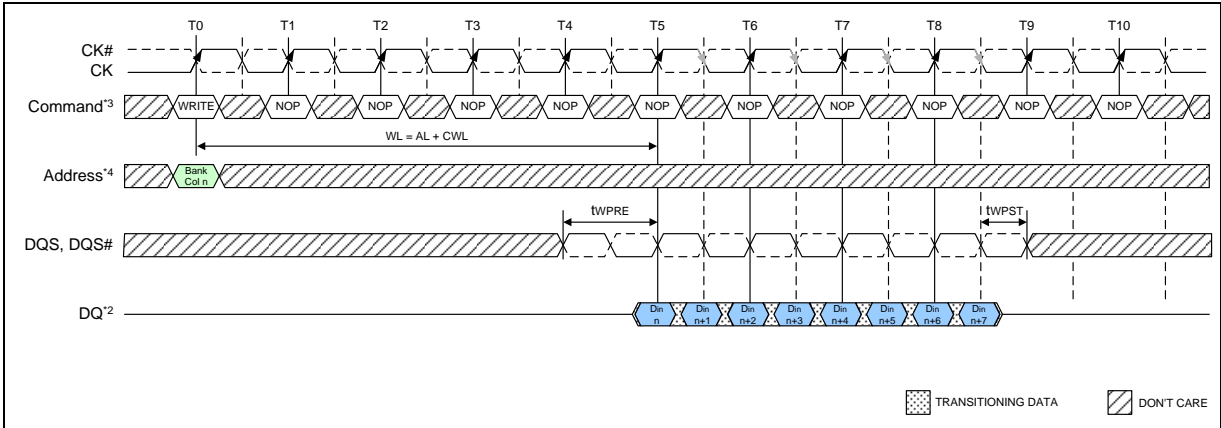 T0 T1 T2 T3 T4 T5 T6 T7 T8 T9 T10
CK#
CK
Command*3 WRITE NOP NOP NOP NOP NOP NOP NOP NOP NOP NOP
WL = AL + CWL
Address*4 Bank
Col n
tWPRE tWPST
DQS, DQS#
DQ*2 Din Din Din Din Din Din Din Din
n n+1 n+2 n+3 n+4 n+5 n+6 n+7
TRANSITIONING DATA DON'T CARE